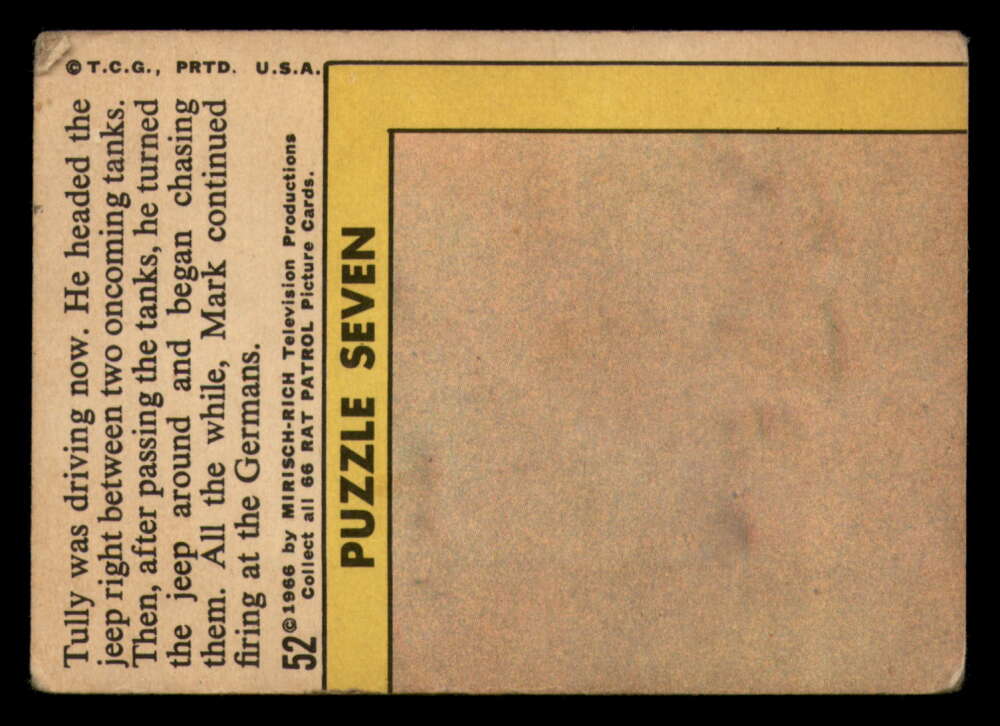 Tully was driving now. He headed the
jeep right between two oncoming tanks.
Then, after passing the tanks, he turned
the jeep around and began chasing
them. All the while, Mark continued
firing at the Germans.
52 ©1966 by MIRISCH-RICH Television Productions
Collect all 66 RAT PATROL Picture Cards.
© T.C.G., PRTD. U.S.A.
PUZZLE SEVEN